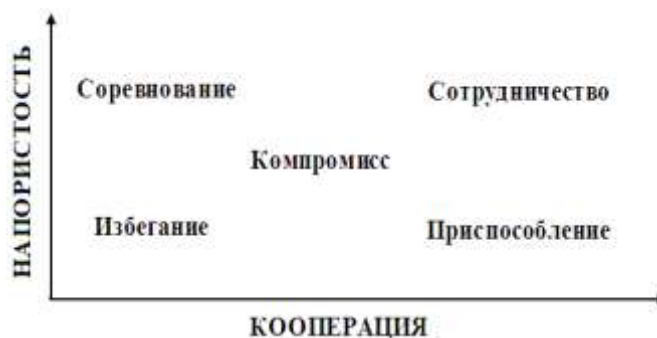 НАПОРИСТОСТЬ
Соревнование
Сотрудничество
Компромисс
Избегание
Приспособление
КООПЕРАЦИЯ